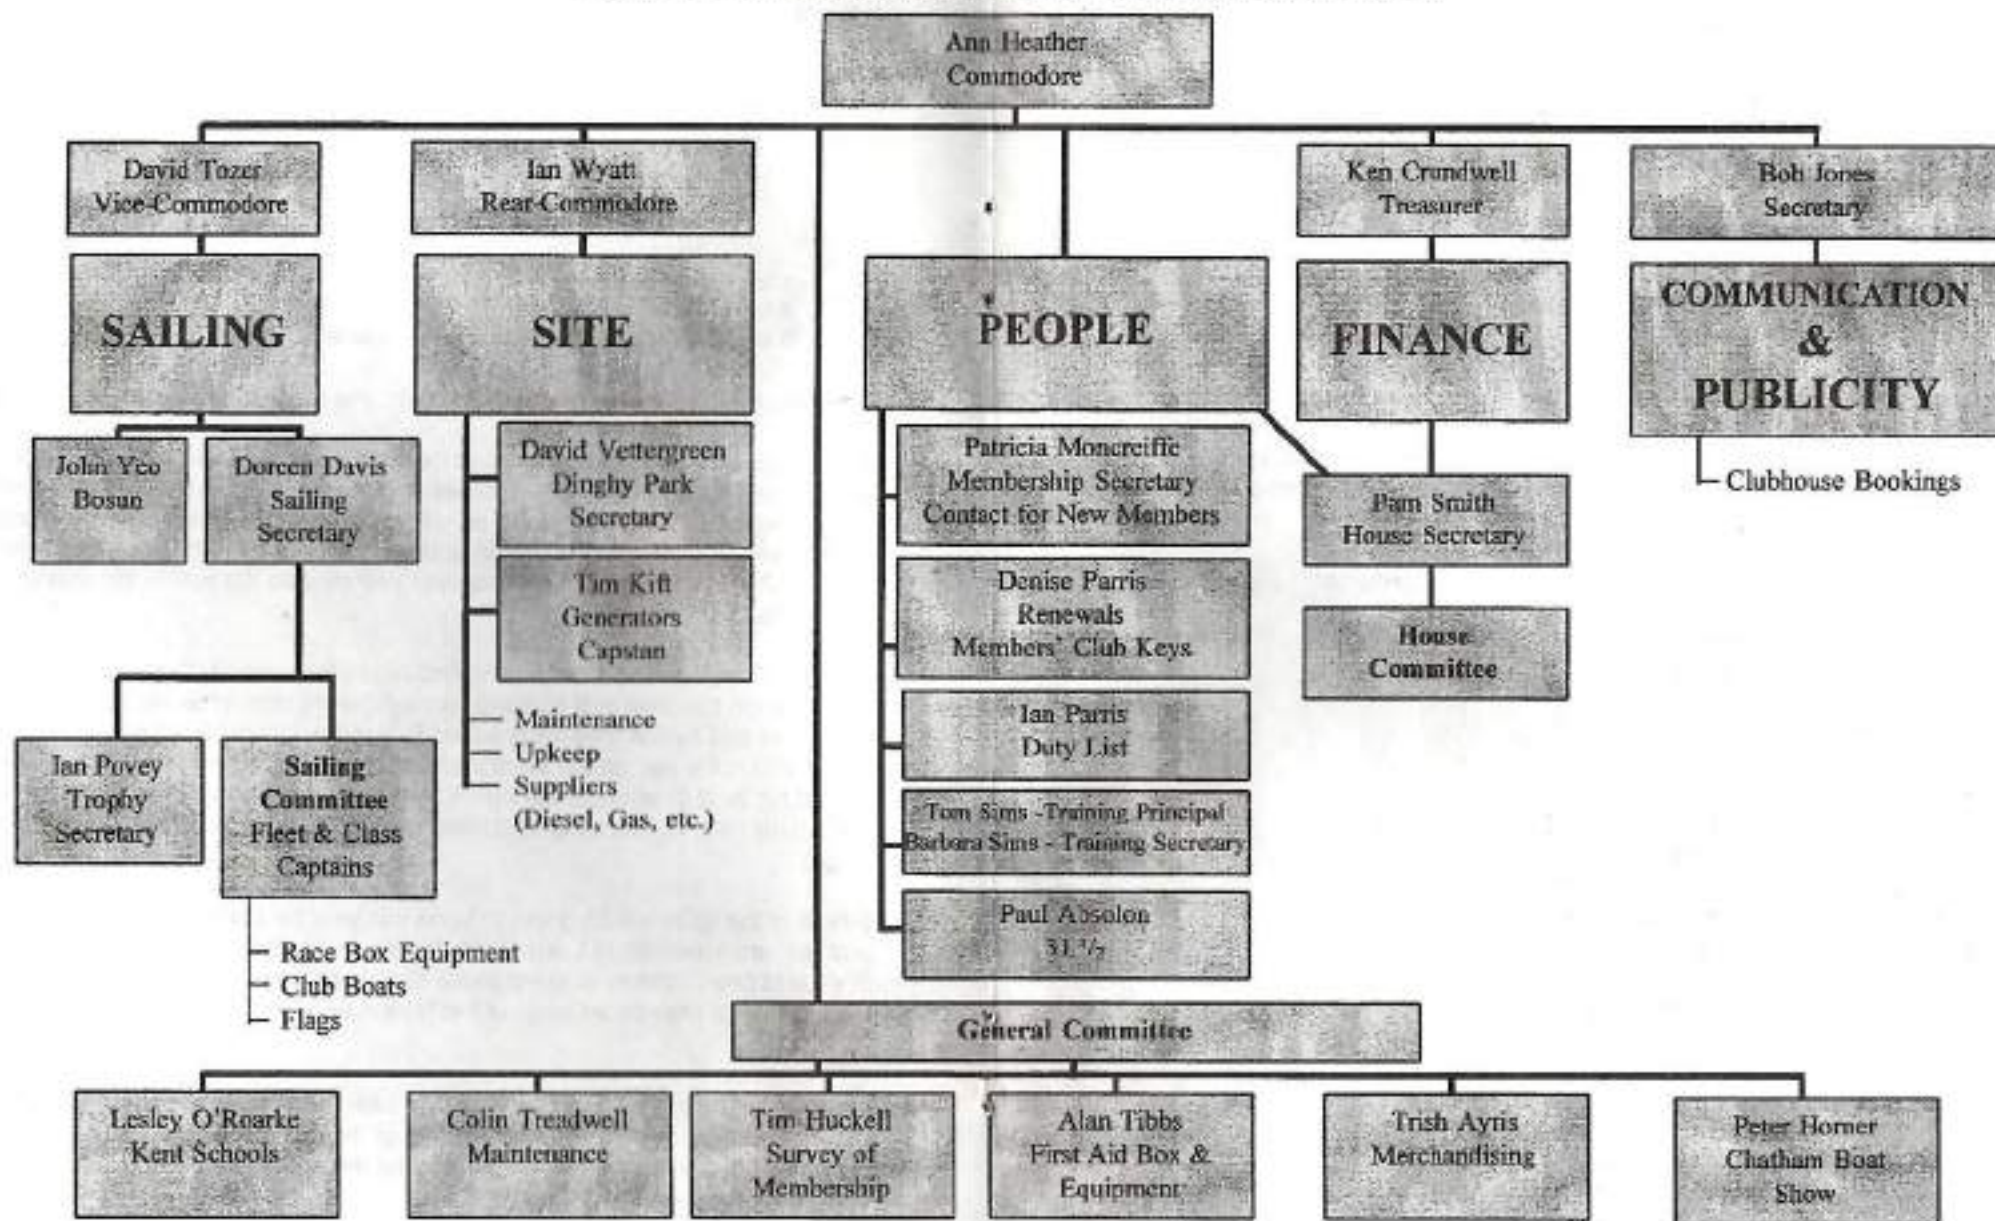 Ann Heather
Commodore
David Tozer
Vice-Commodore
Ian Wyatt
Rear-Commodore
Ken Crundwell
Treasurer
Bob Jones
Secretary
SAILING
SITE
PEOPLE
FINANCE
COMMUNICATION
&
PUBLICITY
Clubhouse Bookings
John Yeo
Bosun
Doreen Davis
Sailing
Secretary
David Vettergreen
Dinghy Park
Secretary
Tim Kift
Generators
Capstan
Maintenance
Upkeep
Suppliers
(Diesel, Gas, etc.)
Patricia Moncreiffe
Membership Secretary
Contact for New Members
Denise Parris
Renewals
Members' Club Keys
Ian Parris
Duty List
Tom Sims -Training Principal
Barbara Sims - Training Secretary
Paul Absolon
Pam Smith
House Secretary
House
Committee
Ian Povey
Trophy
Secretary
Sailing
Committee
Fleet & Class
Captains
Race Box Equipment
Club Boats
Flags
General Committee
Lesley O'Roarke
Kent Schools
Colin Treadwell
Maintenance
Tim Huckell
Survey of
Membership
Alan Tibbs
First Aid Box &
Equipment
Trish Ayris
Merchandising
Peter Horner
Chatham Boat
Show